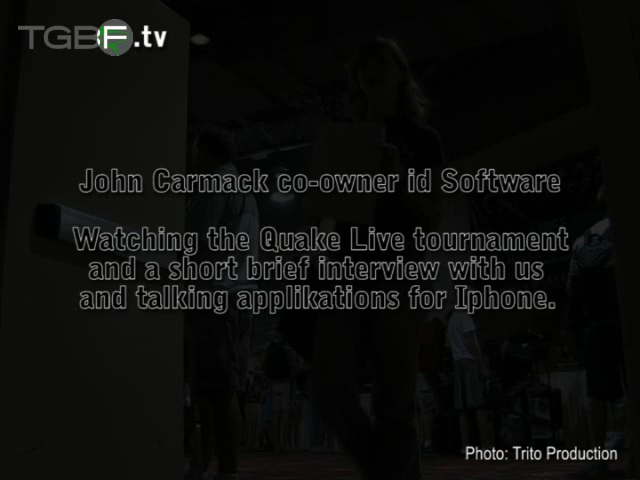 TGBF.tv
John Carmack co-owner id Software
Watching the Quake Live tournament
and a short brief interview with us
and talking applikations for Iphone.
Photo: Trito Production